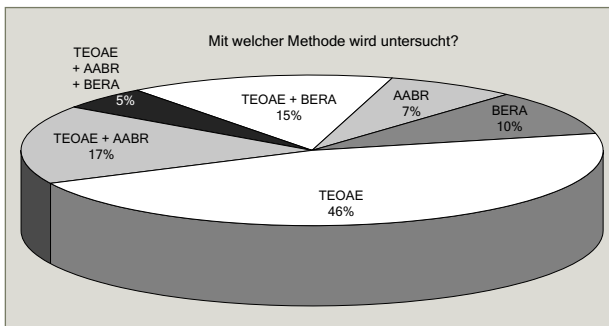 Mit welcher Methode wird untersucht?
TEOAE
+ AABR
+ BERA
5%
TEOAE + BERA
15%
AABR
7%
BERA
10%
TEOAE + AABR
17%
TEOAE
46%